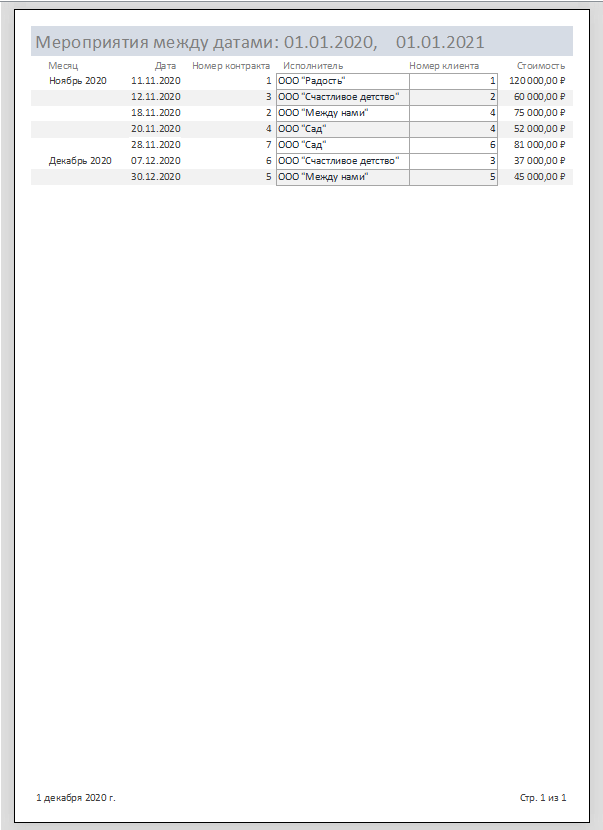 Мероприятия между датами: 01.01.2020, 01.01.2021
Месяц Дата Номер контракта Исполнитель Номер клиента Стоимость
Ноябрь 2020 11.11.2020 1 ООО "Радость" 1 120 000,00 ₽
12.11.2020 3 ООО "Счастливое детство" 2 60 000,00 ₽
18.11.2020 2 ООО "Между нами" 4 75 000,00 ₽
20.11.2020 4 ООО "Сад" 4 52 000,00 ₽
28.11.2020 7 ООО "Сад" 6 81 000,00 ₽
Декабрь 2020 07.12.2020 6 ООО "Счастливое детство" 3 37 000,00 ₽
30.12.2020 5 ООО "Между нами" 5 45 000,00 ₽
1 декабря 2020 г. Стр. 1 из 1